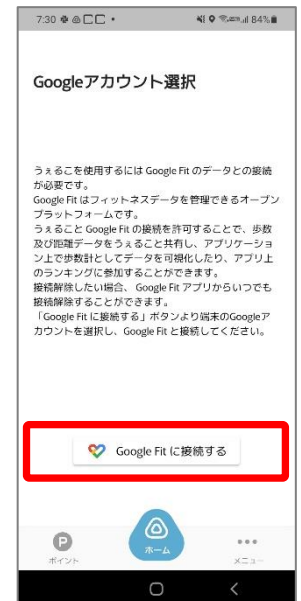 7:30
84%
Googleアカウント選択
うぇるこを使用するには Google Fit のデータとの接続
が必要です。
Google Fit はフィットネスデータを管理できるオープン
プラットフォームです。
うぇること Google Fit の接続を許可することで、歩数
及び距離データをうぇること共有し、アプリケーショ
ン上で歩数計としてデータを可視化したり、アプリ上
のランキングに参加することができます。
接続解除したい場合、Google Fit アプリからいつでも
接続解除することができます。
「Google Fit に接続する」ボタンより端末のGoogleア
カウントを選択し、Google Fit と接続してください。
Google Fit に接続する
P
ポイント
ホーム
メニュー